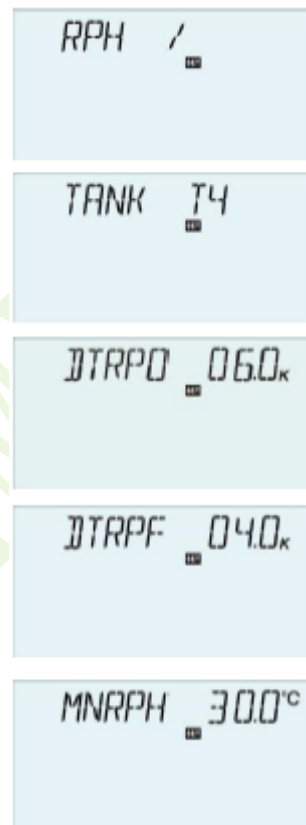 RPH /
TANK T4
DTRPO 06.0K
DTRPF 04.0K
MNRPH 30.0°C